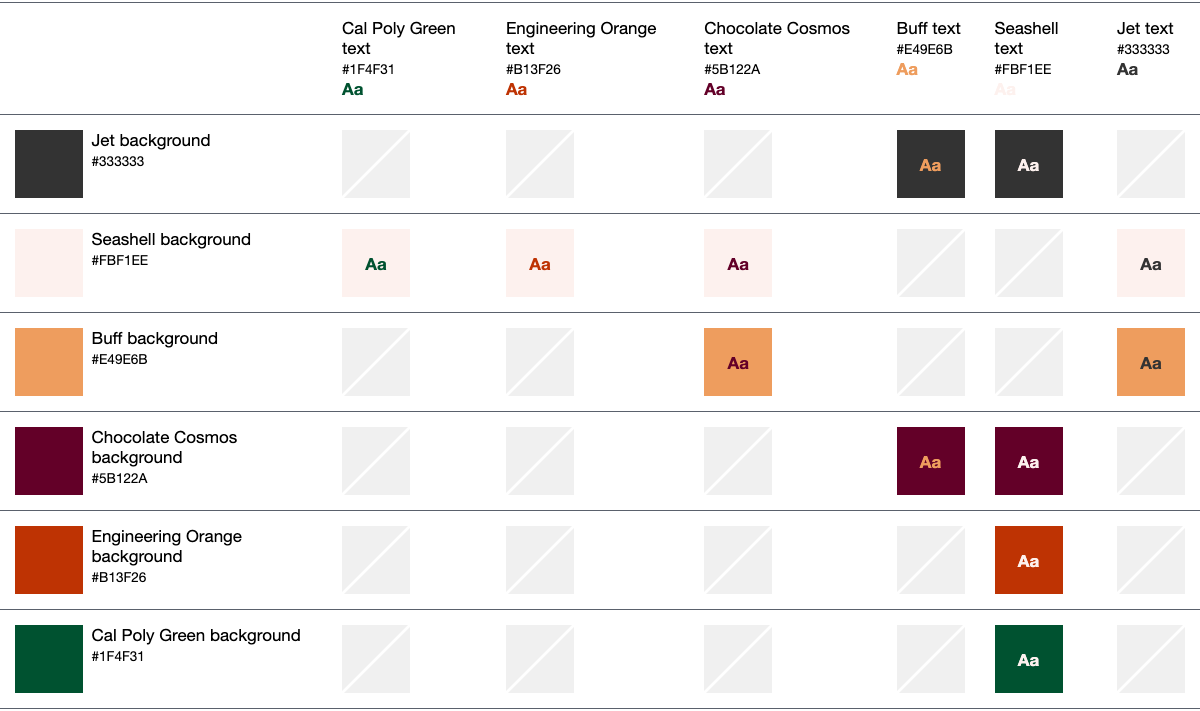 Cal Poly Green
text
#1F4F31
Aa
Engineering Orange
text
#B13F26
Aa
Chocolate Cosmos
text
#5B122A
Aa
Buff text
#E49E6B
Aa
Seashell
text
#FBF1EE
Aa
Jet text
#333333
Aa
Jet background
#333333
Aa
Aa
Seashell background
#FBF1EE
Aa
Aa
Aa
Aa
Buff background
#E49E6B
Aa
Aa
Chocolate Cosmos
background
#5B122A
Aa
Aa
Engineering Orange
background
#B13F26
Aa
Cal Poly Green background
#1F4F31
Aa